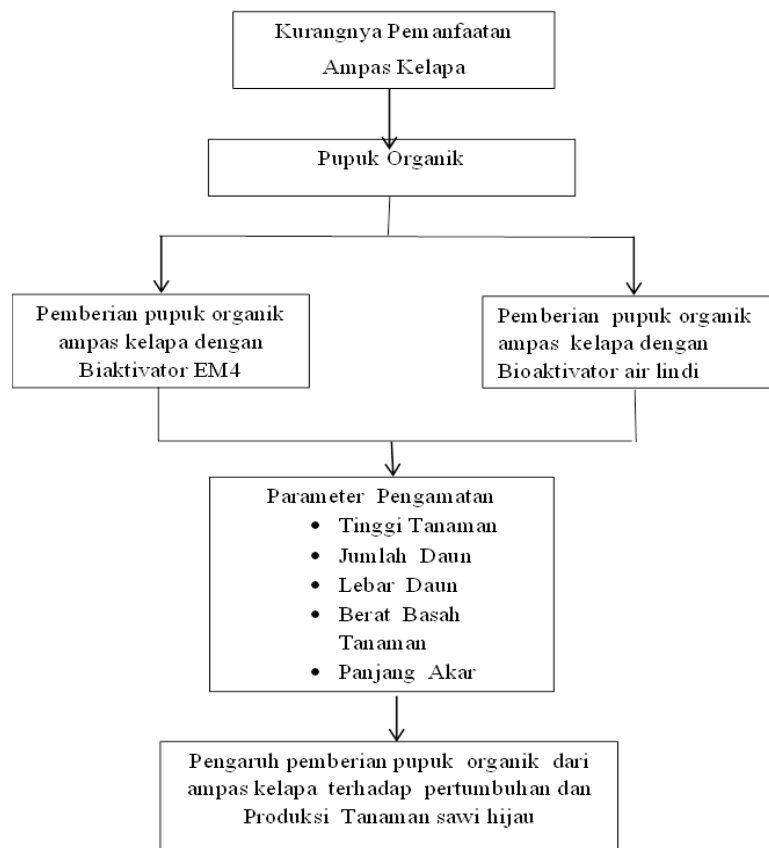 Kurangnya Pemanfaatan
Ampas Kelapa
Pupuk Organik
Pemberian pupuk organik
ampas kelapa dengan
Biaktivator EM4
Pemberian pupuk organik
ampas kelapa dengan
Bioaktivator air lindi
Parameter Pengamatan
• Tinggi Tanaman
• Jumlah Daun
• Lebar Daun
• Berat Basah
Tanaman
• Panjang Akar
Pengaruh pemberian pupuk organik dari
ampas kelapa terhadap pertumbuhan dan
Produksi Tanaman sawi hijau